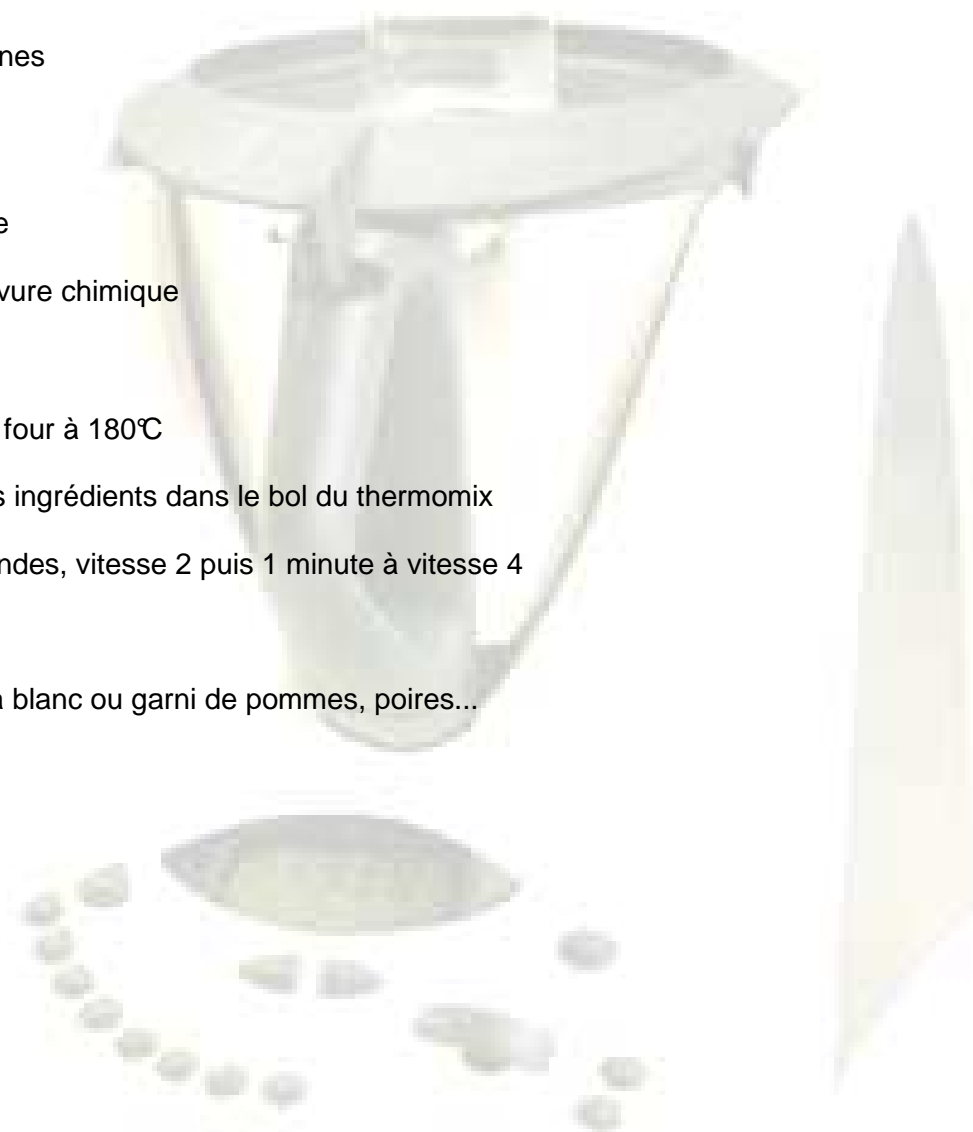 nes
e
vure chimique
four à 180°C
s ingrédients dans le bol du thermomix
ndes, vitesse 2 puis 1 minute à vitesse 4
à blanc ou garni de pommes, poires...